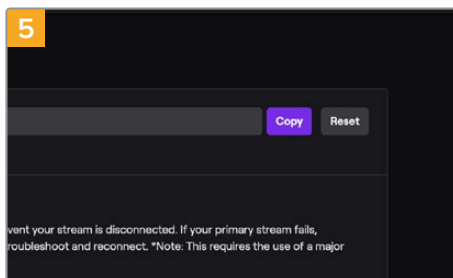 5
Copy Reset
vent your stream is disconnected. If your primary stream fails,
roubleshoot and reconnect. *Note: This requires the use of a major